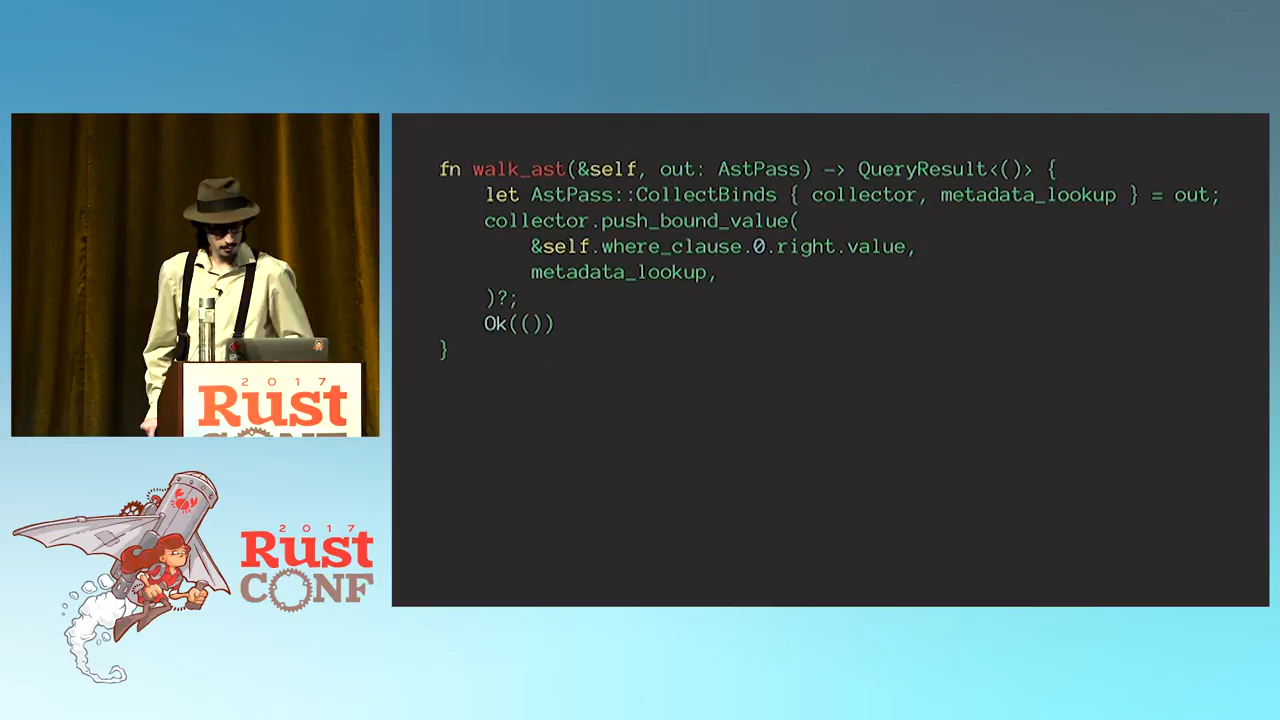 fn walk_ast(&self, out: AstPass) -> QueryResult<()> {
    let AstPass::CollectBinds { collector, metadata_lookup } = out;
    collector.push_bound_value(
        &self.where_clause.0.right.value,
        metadata_lookup,
    )?;
    Ok(())
}
2017
Rust
CONF
2017
Rust
CONF